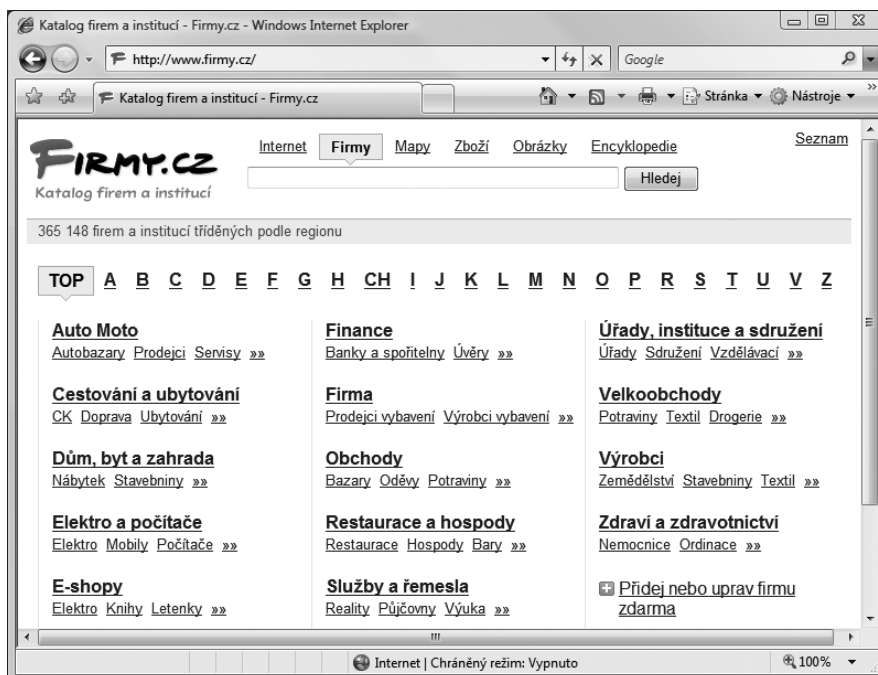 Katalog firem a institucí - Firmy.cz - Windows Internet Explorer
http://www.firmy.cz/
Google
Katalog firem a institucí - Firmy.cz
Stránka
Nástroje
»
FIRMY.CZ
Katalog firem a institucí
Internet Firmy Mapy Zboží Obrázky Encyklopedie
Seznam
Hledej
365 148 firem a institucí tříděných podle regionu
TOP A B C D E F G H CH I J K L M N O P R S T U V Z
Auto Moto
Autobazary Prodejci Servisy »»
Cestování a ubytování
CK Doprava Ubytování »»
Dům, byt a zahrada
Nábytek Stavebniny »»
Elektro a počítače
Elektro Mobily Počítače »»
E-shopy
Elektro Knihy Letenky »»
Finance
Banky a spořitelny Úvěry »»
Firma
Prodejci vybavení Výrobci vybavení »»
Obchody
Bazary Oděvy Potraviny »»
Restaurace a hospody
Restaurace Hospody Bary »»
Služby a řemesla
Reality Půjčovny Výuka »»
Úřady, instituce a sdružení
Úřady Sdružení Vzdělávací »»
Velkoobchody
Potraviny Textil Drogerie »»
Výrobci
Zemědělství Stavebniny Textil »»
Zdraví a zdravotnictví
Nemocnice Ordinace »»
Přidej nebo uprav firmu
zdarma
Internet | Chráněný režim: Vypnuto
100%